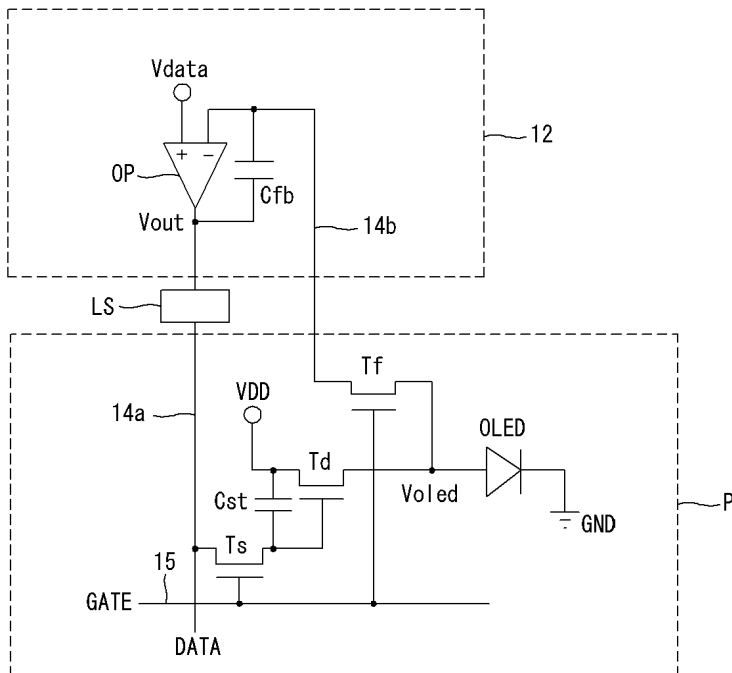 Vdata
12
+ -
OP
Cfb
Vout
14b
LS
Tf
VDD
14a
OLED
Td
Voled
P
Cst
GND
Ts
15
GATE
DATA